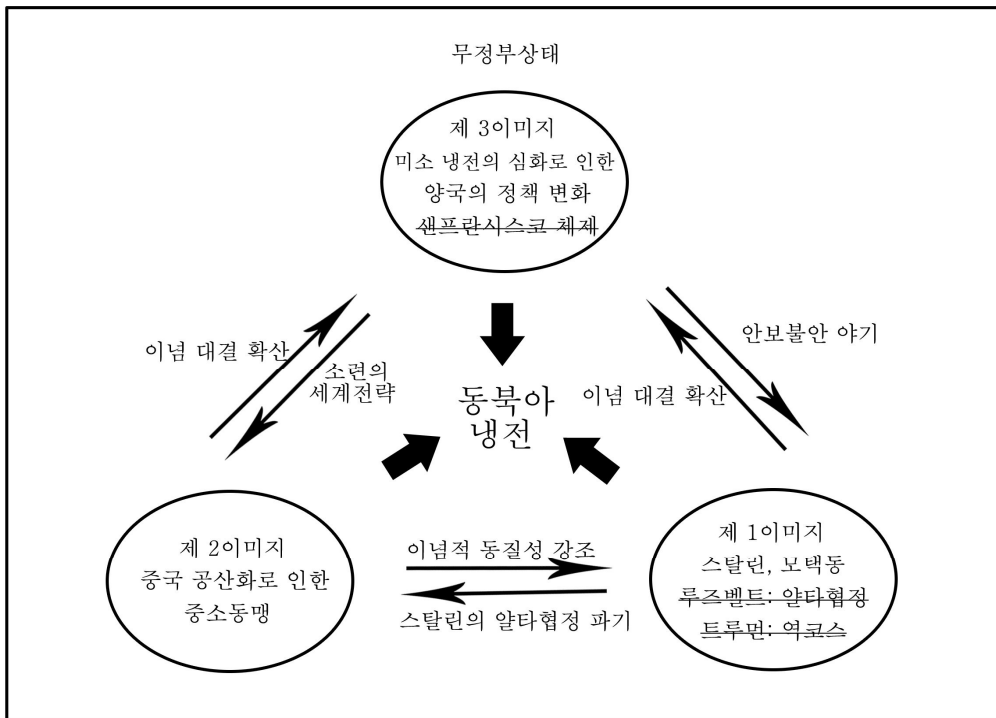 무정부상태
제 3이미지
미소 냉전의 심화로 인한
양국의 정책 변화
샌프란시스코 체제
이념 대결 확산
소련의
세계전략
안보불안 야기
이념 대결 확산
동북아
냉전
제 2이미지
중국 공산화로 인한
중소동맹
이념적 동질성 강조
스탈린의 얄타협정 파기
제 1이미지
스탈린, 모택동
루즈벨트: 얄타협정
트루먼: 역코스